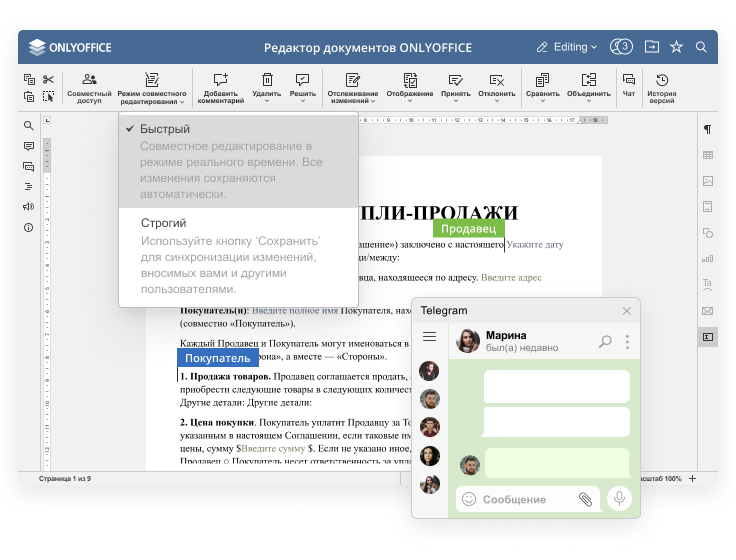 ONLYOFFICE
Редактор документов ONLYOFFICE
Editing
3
Совместный
доступ
Режим совместного
редактирования
Добавить
комментарий
Удалить
Решить
Отслеживание
изменений
Отображение
Принять
Отклонить
Сравнить
Объединить
Чат
История
версий
Быстрый
Совместное редактирование в
режиме реального времени. Все
изменения сохраняются
автоматически.
Строгий
Используйте кнопку ‘Сохранить’
для синхронизации изменений,
вносимых вами и другими
пользователями.
ПЛИ-ПРОДАЖИ
Продавец
ашение») заключено с настоящего Укажите дату
ди/между:
вца, находящееся по адресу. Введите адрес
Покупатель(и): Введите полное имя Покупателя, нахо
(совместно «Покупатель»).
Каждый Продавец и Покупатель могут именоваться в
Покупатель
рона», а вместе — «Стороны».
1. Продажа товаров. Продавец соглашается продать,
приобрести следующие товары в следующих количест
Другие детали: Другие детали:
2. Цена покупки. Покупатель уплатит Продавцу за То
указанным в настоящем Соглашении, если таковые им
цены, сумму $Введите сумму $. Если не указано иное,
Продавец о Покупатель несет ответственность за упла
Telegram
Марина
был(а) недавно
Сообщение
Страница 1 из 9
сштаб 100%